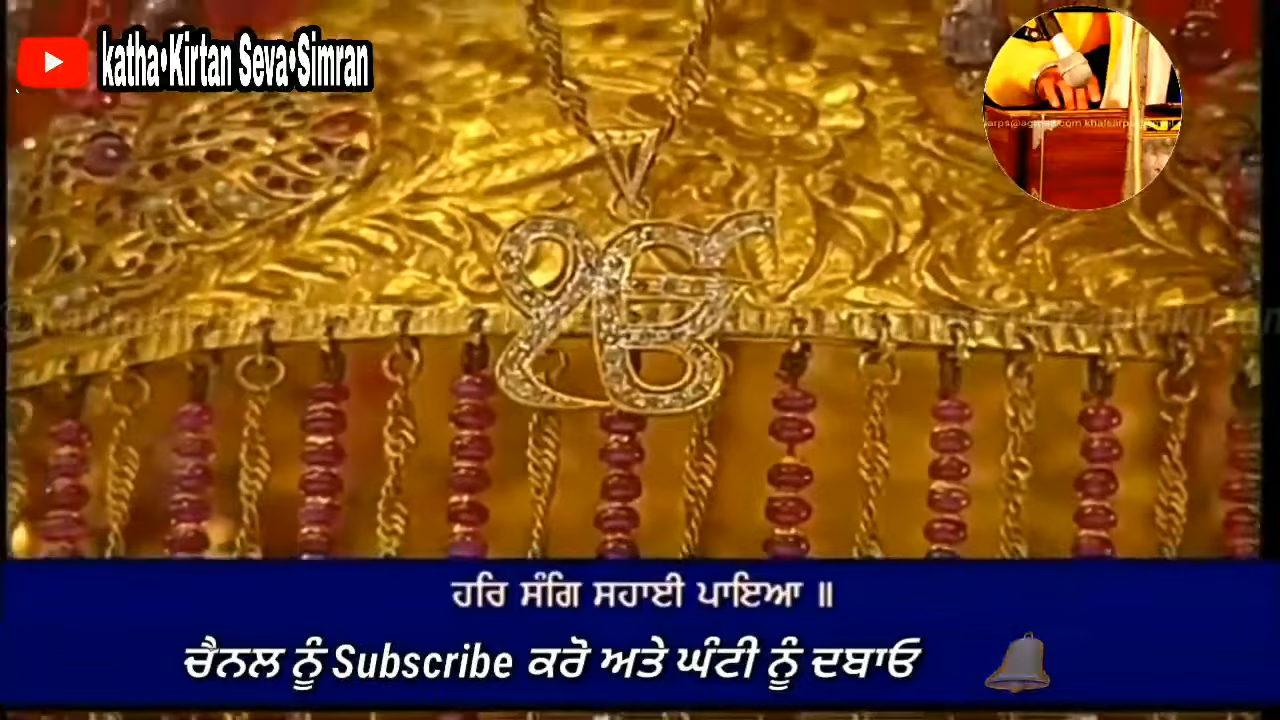 katha•Kirtan Seva•Simran
ਹਰਿ ਸੰਗਿ ਸਹਾਈ ਪਾਇਆ ॥
ਚੈਨਲ ਨੂੰ Subscribe ਕਰੋ ਅਤੇ ਘੰਟੀ ਨੂੰ ਦਬਾਓ